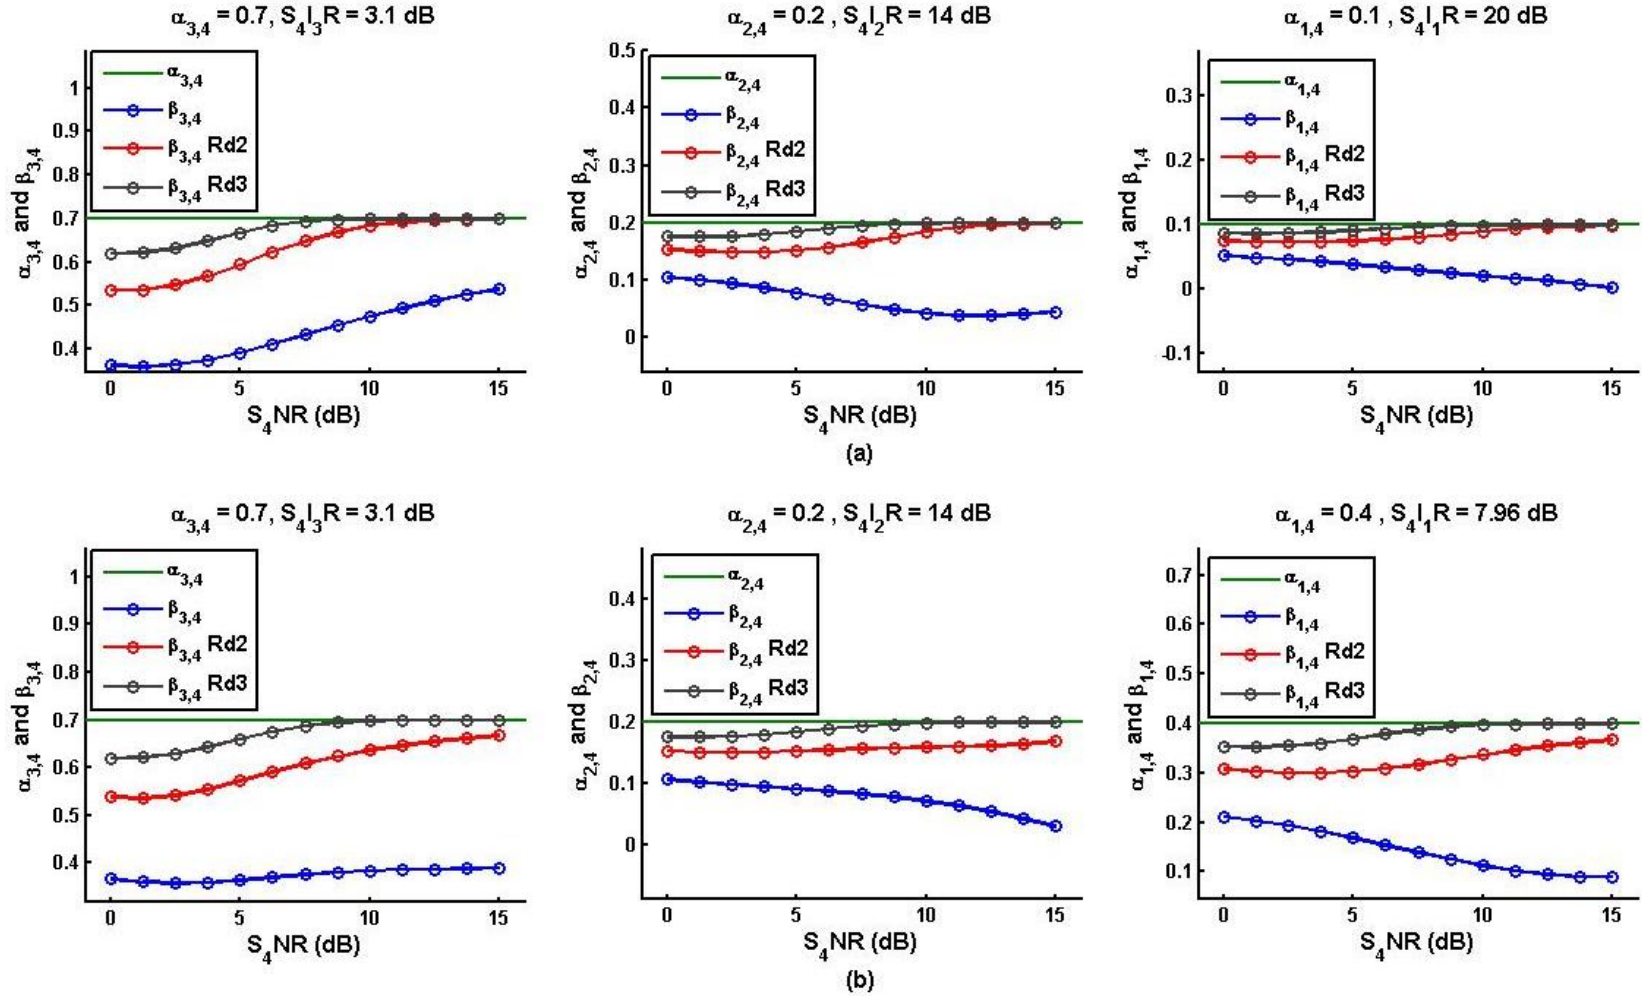 α3,4 = 0.7, S4I3R = 3.1 dB
α3,4
β3,4
β3,4 Rd2
β3,4 Rd3
α3,4 and β3,4
1
0.9
0.8
0.7
0.6
0.5
0.4
0 5 10 15
S4NR (dB)
α2,4 = 0.2 , S4I2R = 14 dB
α2,4
β2,4
β2,4 Rd2
β2,4 Rd3
α2,4 and β2,4
0.5
0.4
0.3
0.2
0.1
0
0 5 10 15
S4NR (dB)
α1,4 = 0.1 , S4I1R = 20 dB
α1,4
β1,4
β1,4 Rd2
β1,4 Rd3
α1,4 and β1,4
0.3
0.2
0.1
0
-0.1
0 5 10 15
S4NR (dB)
(a)
α3,4 = 0.7, S4I3R = 3.1 dB
α3,4
β3,4
β3,4 Rd2
β3,4 Rd3
α3,4 and β3,4
1
0.9
0.8
0.7
0.6
0.5
0.4
0 5 10 15
S4NR (dB)
α2,4 = 0.2 , S4I2R = 14 dB
α2,4
β2,4
β2,4 Rd2
β2,4 Rd3
α2,4 and β2,4
0.4
0.3
0.2
0.1
0
0 5 10 15
S4NR (dB)
α1,4 = 0.4 , S4I1R = 7.96 dB
α1,4
β1,4
β1,4 Rd2
β1,4 Rd3
α1,4 and β1,4
0.7
0.6
0.5
0.4
0.3
0.2
0.1
0 5 10 15
S4NR (dB)
(b)